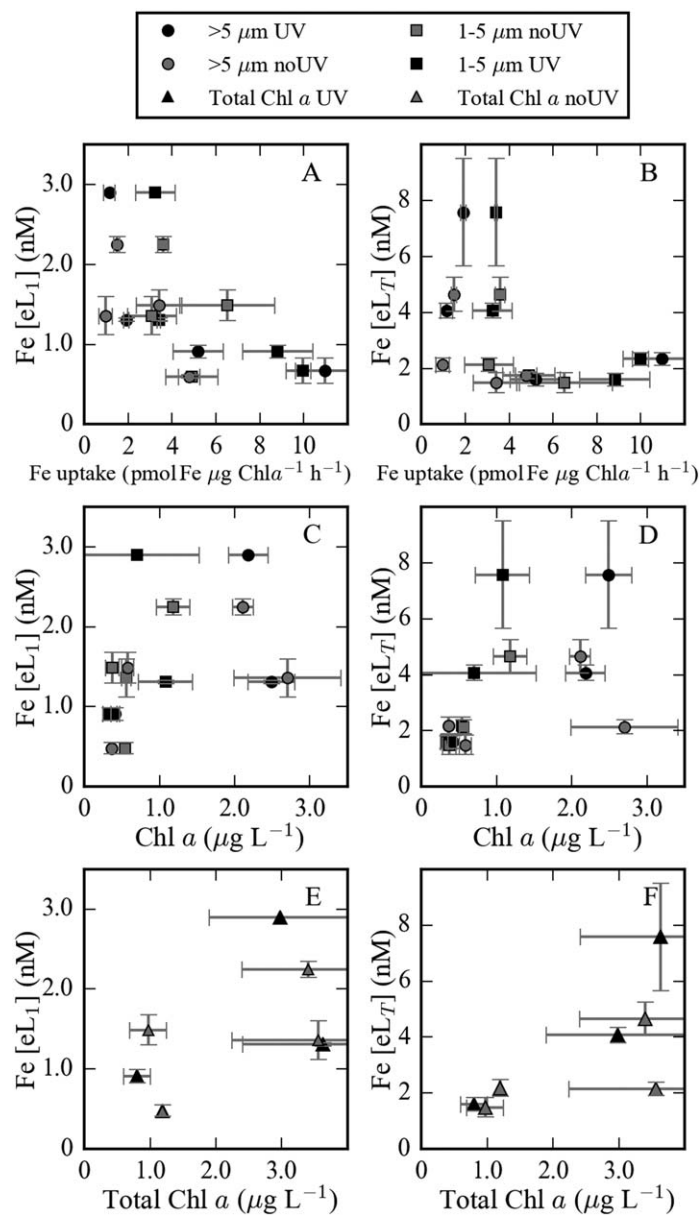 >5 μm UV 1-5 μm noUV
>5 μm noUV 1-5 μm UV
Total Chl a UV Total Chl a noUV
A
Fe [eL₁] (nM)
3.0
2.0
1.0
0
0 2 4 6 8 10
Fe uptake (pmol Fe μg Chla⁻¹ h⁻¹)
B
Fe [eL_T] (nM)
8
6
4
2
0
0 2 4 6 8 10
Fe uptake (pmol Fe μg Chla⁻¹ h⁻¹)
C
Fe [eL₁] (nM)
3.0
2.0
1.0
0
0 1.0 2.0 3.0
Chl a (μg L⁻¹)
D
Fe [eL_T] (nM)
8
6
4
2
0
0 1.0 2.0 3.0
Chl a (μg L⁻¹)
E
Fe [eL₁] (nM)
3.0
2.0
1.0
0
0 1.0 2.0 3.0
Total Chl a (μg L⁻¹)
F
Fe [eL_T] (nM)
8
6
4
2
0
0 1.0 2.0 3.0
Total Chl a (μg L⁻¹)